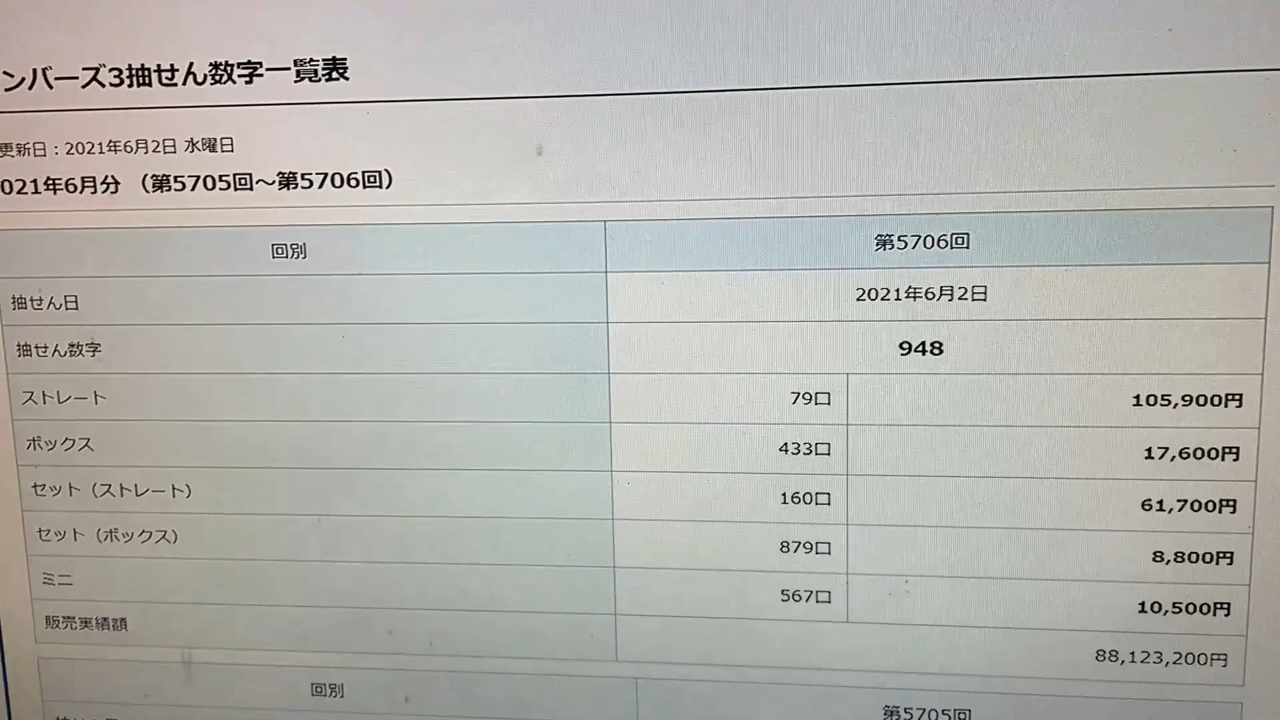 ンバーズ3抽せん数字一覧表
更新日：2021年6月2日 水曜日
021年6月分 （第5705回～第5706回）
回別 第5706回
抽せん日 2021年6月2日
抽せん数字 948
ストレート 79口 105,900円
ボックス 433口 17,600円
セット（ストレート） 160口 61,700円
セット（ボックス） 879口 8,800円
ミニ 567口 10,500円
販売実績額 88,123,200円
回別 第5705回